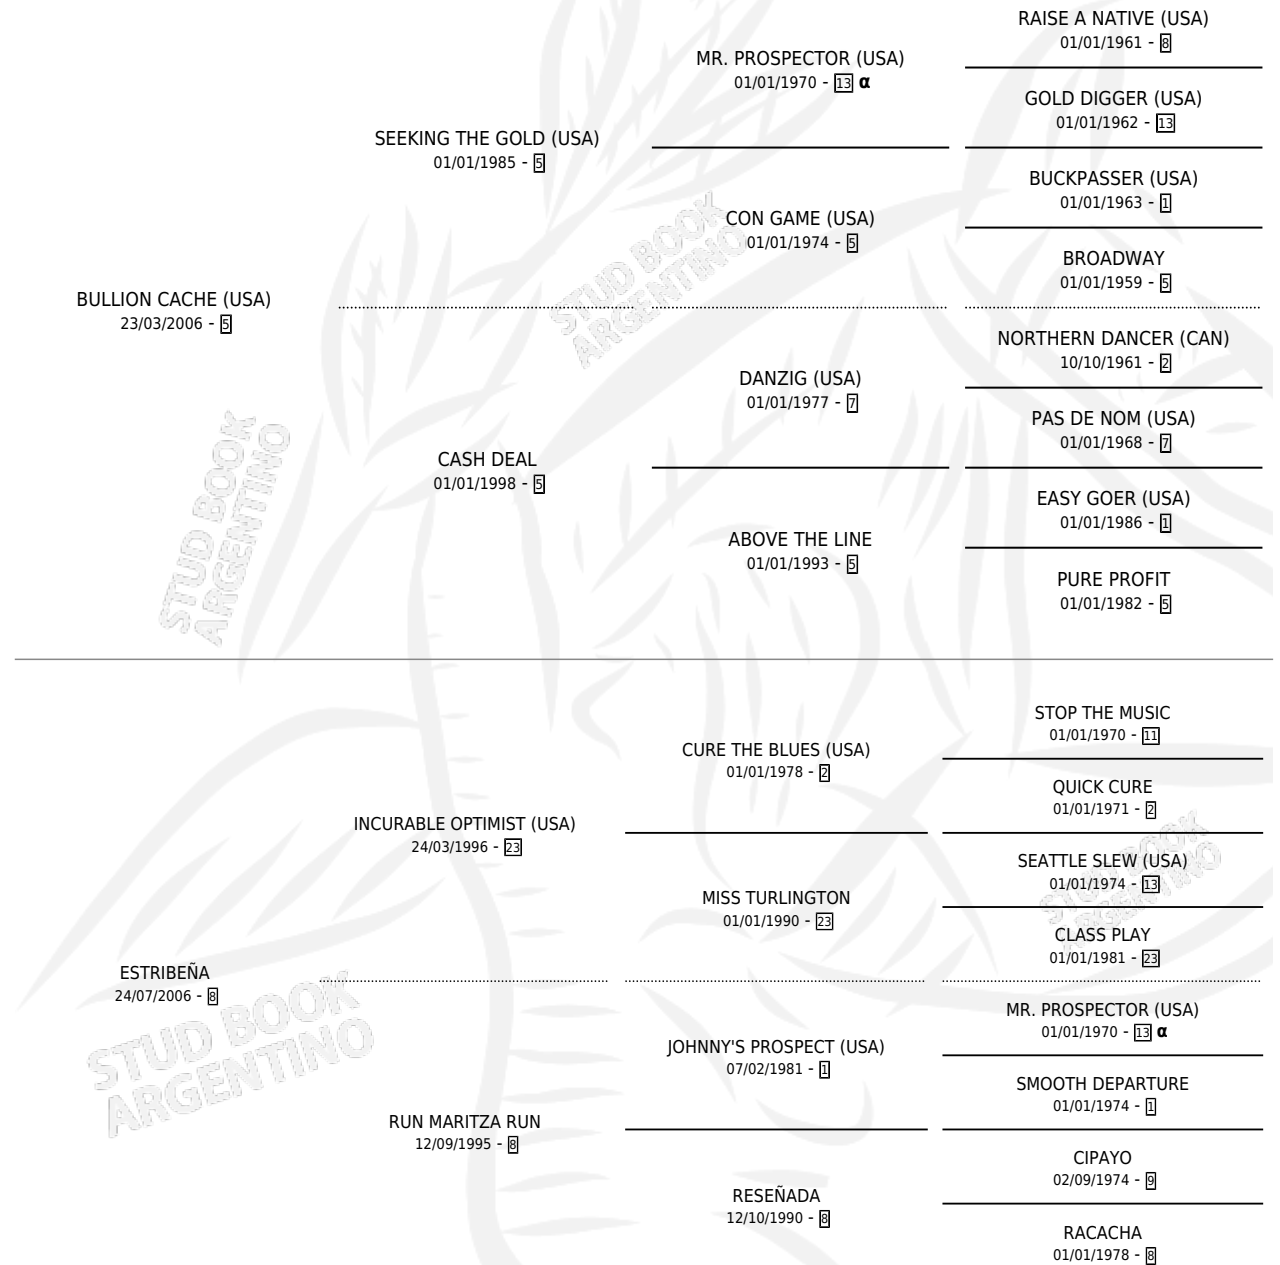 RAISE A NATIVE (USA)
01/01/1961 - 8
MR. PROSPECTOR (USA)
01/01/1970 - 13 α
GOLD DIGGER (USA)
01/01/1962 - 13
SEEKING THE GOLD (USA)
01/01/1985 - 5
BUCKPASSER (USA)
01/01/1963 - 1
CON GAME (USA)
01/01/1974 - 5
BROADWAY
01/01/1959 - 5
BULLION CACHE (USA)
23/03/2006 - 5
NORTHERN DANCER (CAN)
10/10/1961 - 2
DANZIG (USA)
01/01/1977 - 7
PAS DE NOM (USA)
01/01/1968 - 7
CASH DEAL
01/01/1998 - 5
EASY GOER (USA)
01/01/1986 - 1
ABOVE THE LINE
01/01/1993 - 5
PURE PROFIT
01/01/1982 - 5
STUD BOOK
ARGENTINO
STUD BOOK
ARGENTINO
STOP THE MUSIC
01/01/1970 - 11
CURE THE BLUES (USA)
01/01/1978 - 2
QUICK CURE
01/01/1971 - 2
INCURABLE OPTIMIST (USA)
24/03/1996 - 23
SEATTLE SLEW (USA)
01/01/1974 - 13
MISS TURLINGTON
01/01/1990 - 23
CLASS PLAY
01/01/1981 - 23
ESTRIBEÑA
24/07/2006 - 8
MR. PROSPECTOR (USA)
01/01/1970 - 13 α
JOHNNY'S PROSPECT (USA)
07/02/1981 - 1
SMOOTH DEPARTURE
01/01/1974 - 1
RUN MARITZA RUN
12/09/1995 - 8
CIPAYO
02/09/1974 - 9
RESEÑADA
12/10/1990 - 8
RACACHA
01/01/1978 - 8
STUD BOOK
ARGENTINO
STUD BOOK
ARGENTINO